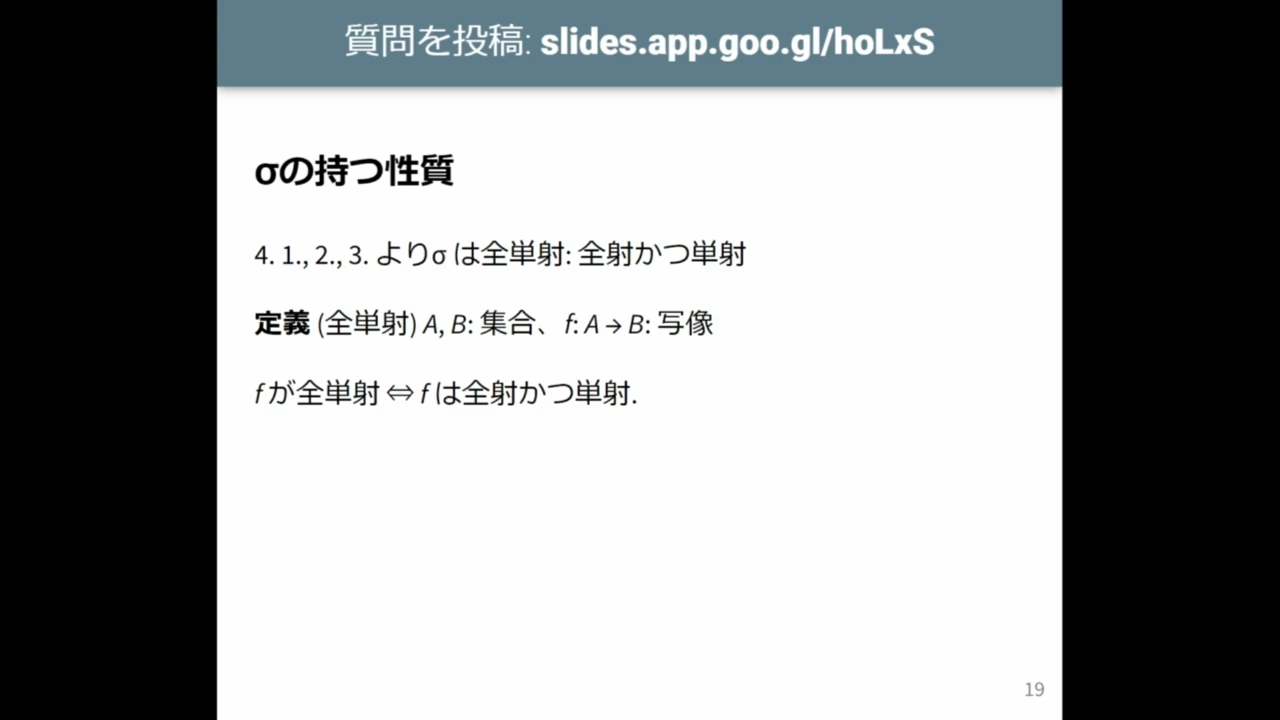 質問を投稿: slides.app.goo.gl/hoLxS
σの持つ性質
4. 1., 2., 3. よりσ は全単射: 全射かつ単射
定義 (全単射) A, B: 集合、f: A → B: 写像
f が全単射 ⇔ f は全射かつ単射.
19